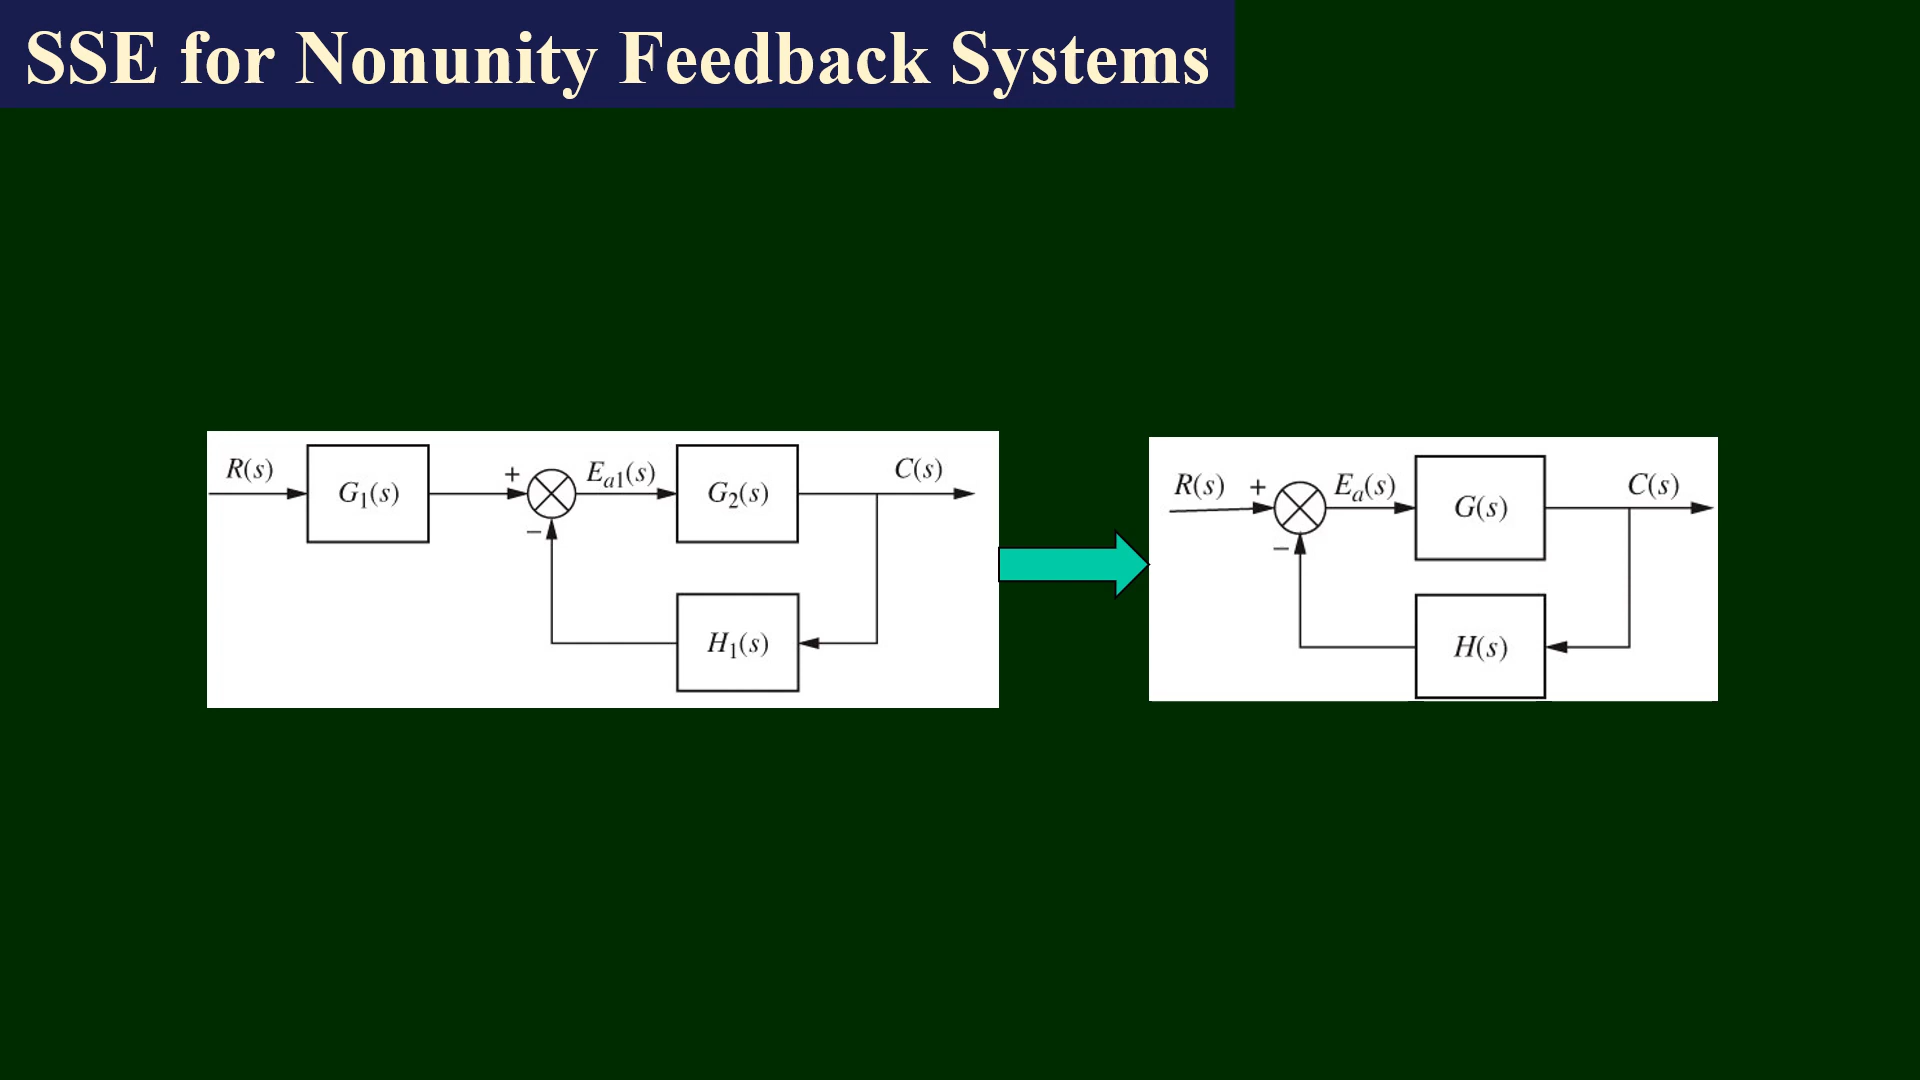 SSE for Nonunity Feedback Systems
R(s) G₁(s) + Eₐ₁(s) G₂(s) C(s)
−
H₁(s)
R(s) + Eₐ(s) G(s) C(s)
−
H(s)